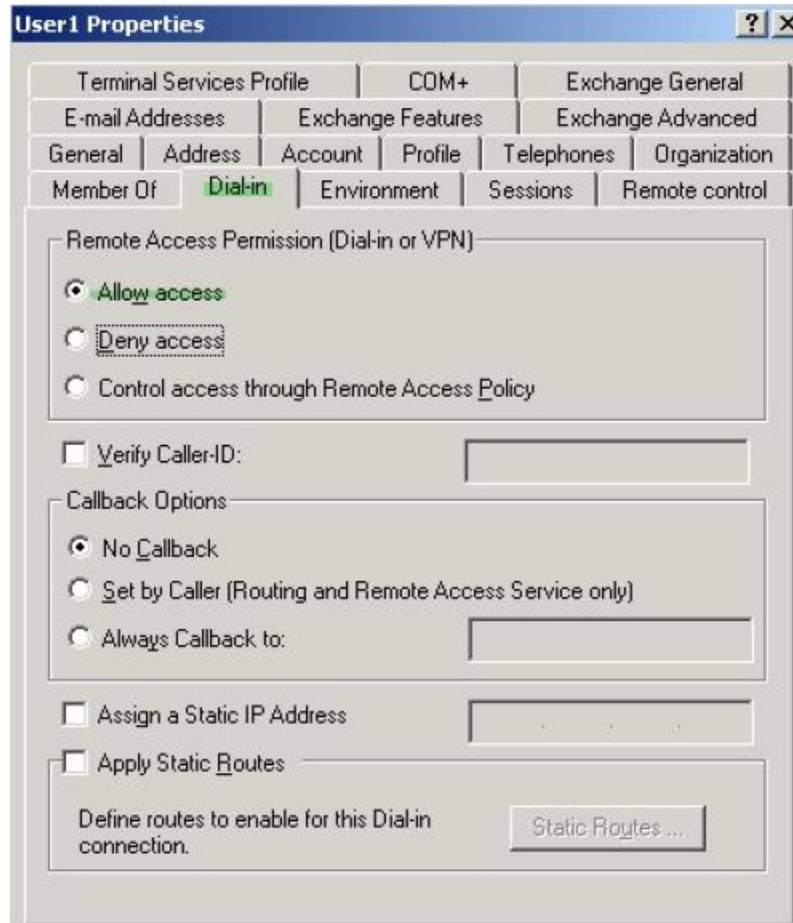 User1 Properties
Terminal Services Profile COM+ Exchange General
E-mail Addresses Exchange Features Exchange Advanced
General Address Account Profile Telephones Organization
Member Of Dial-in Environment Sessions Remote control
Remote Access Permission (Dial-in or VPN)
Allow access
Deny access
Control access through Remote Access Policy
Verify Caller-ID:
Callback Options
No Callback
Set by Caller (Routing and Remote Access Service only)
Always Callback to:
Assign a Static IP Address
Apply Static Routes
Define routes to enable for this Dial-in
connection.
Static Routes ...